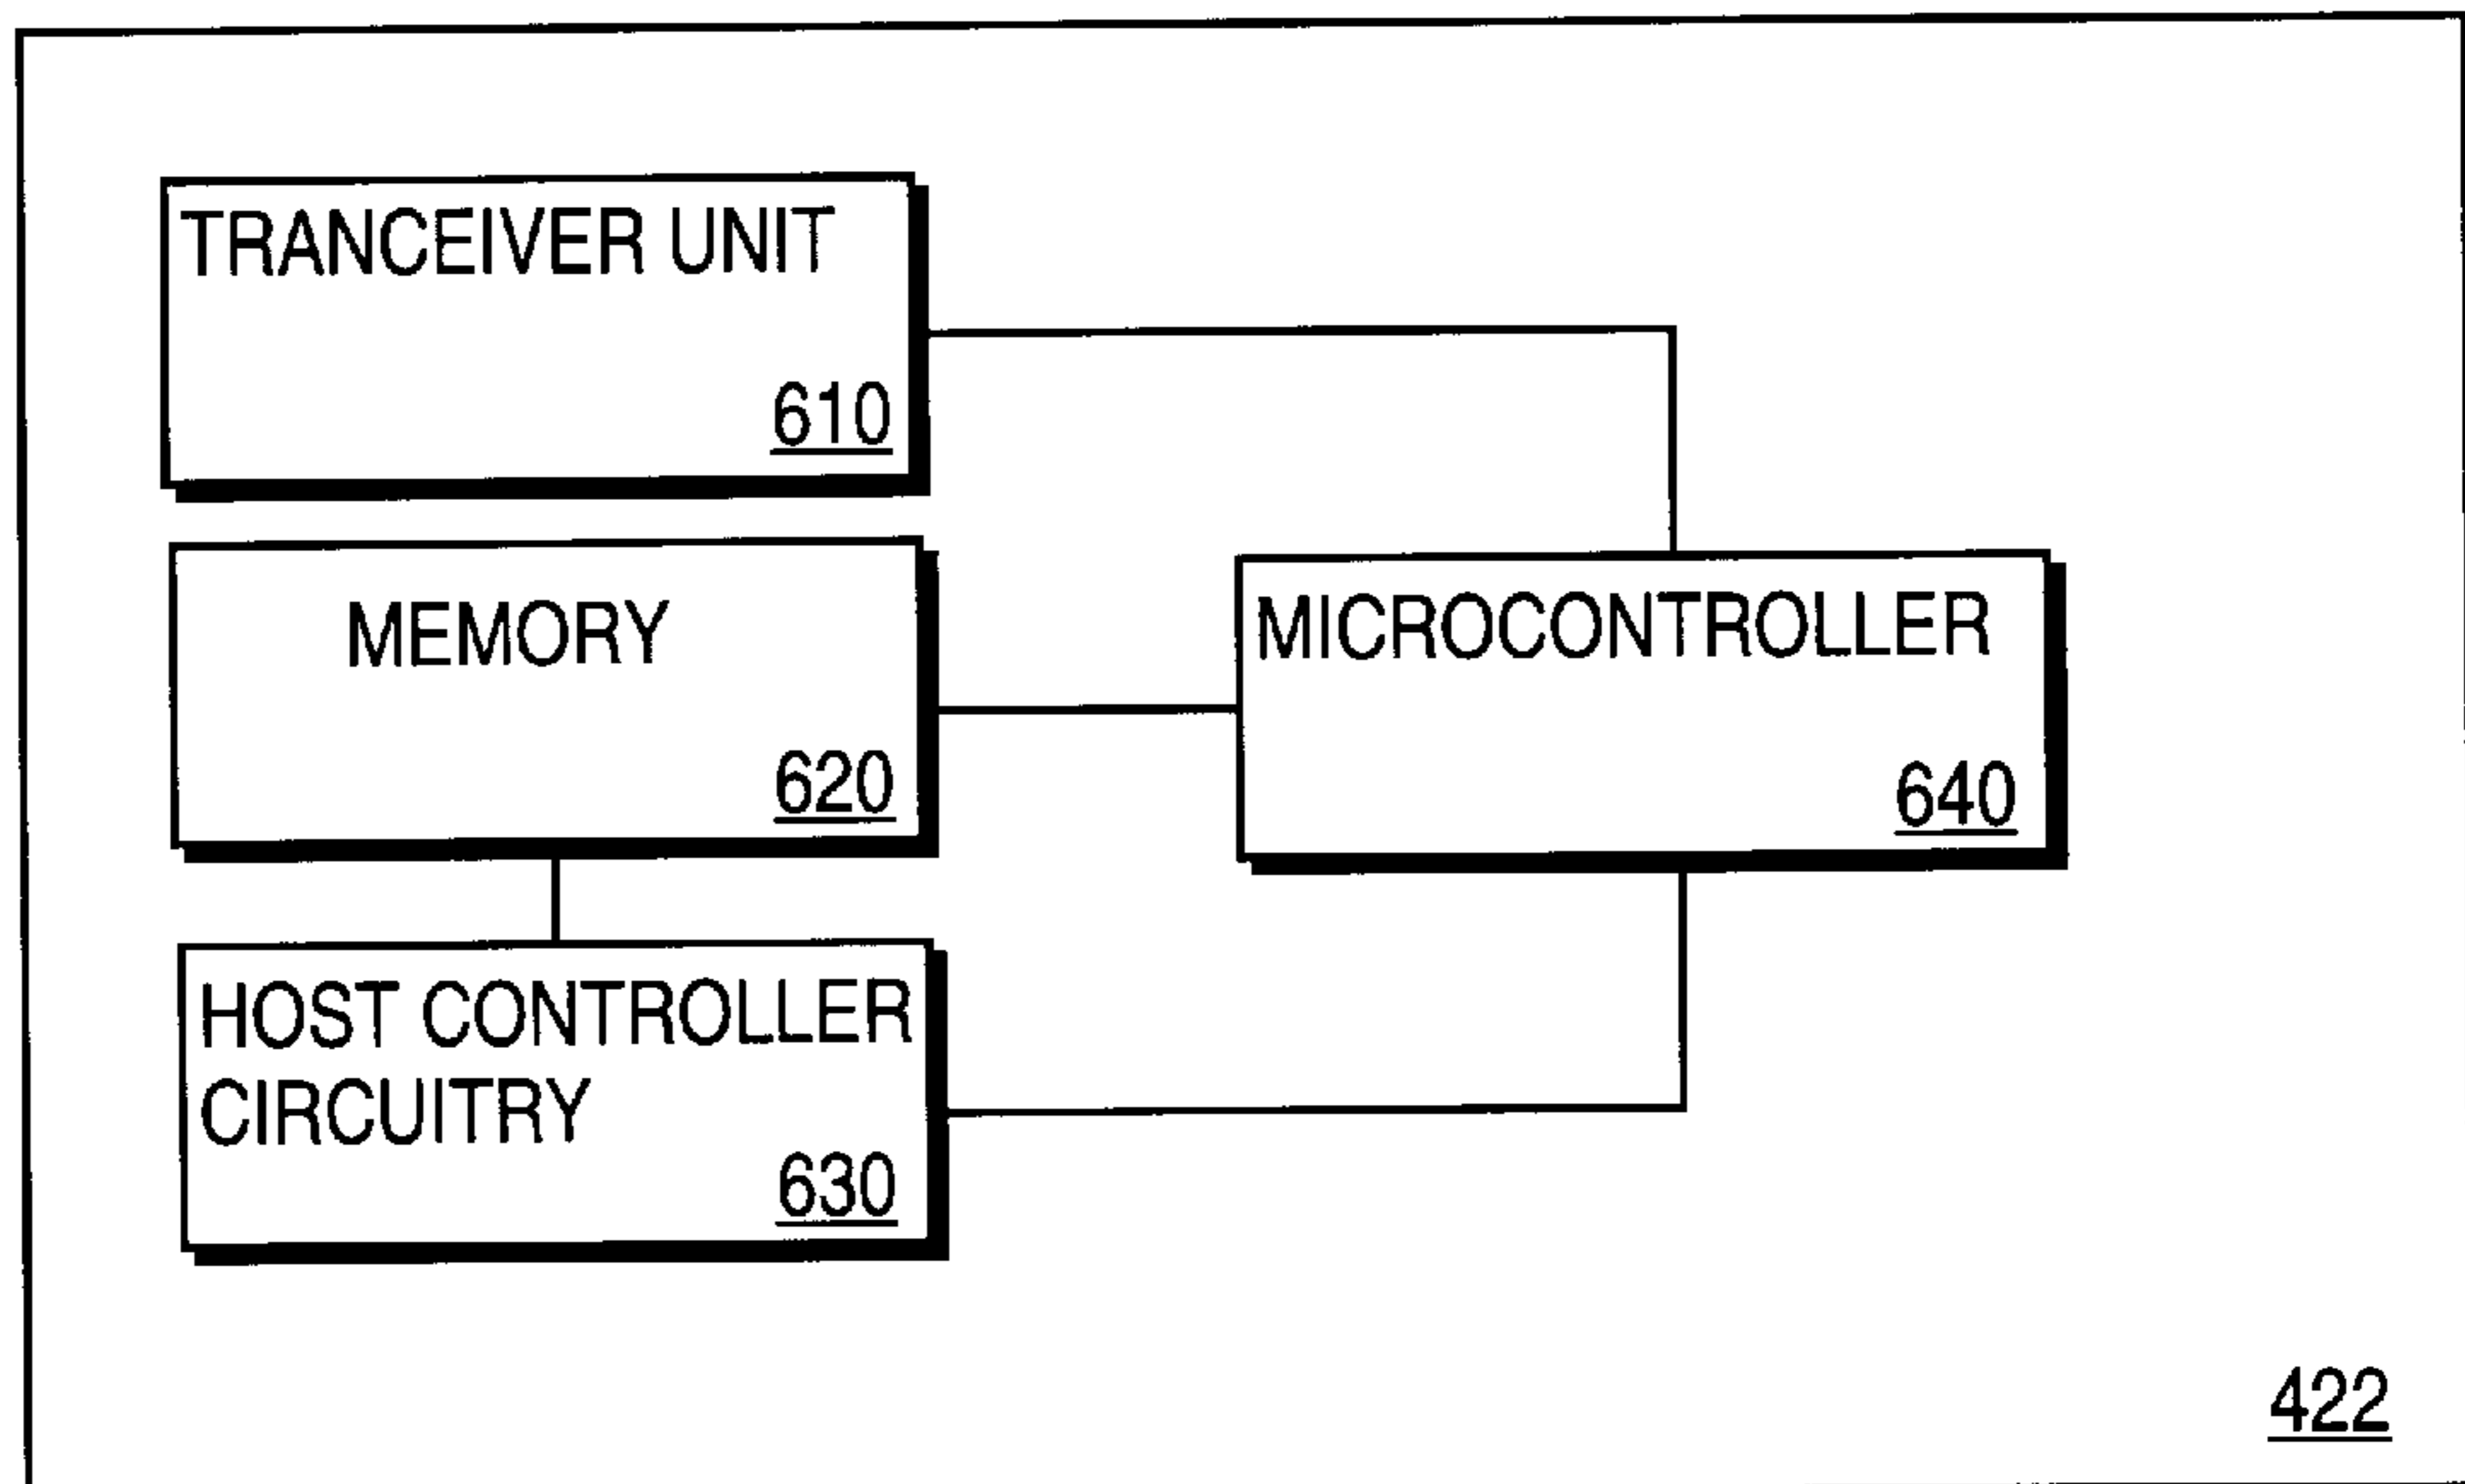 TRANCEIVER UNIT
610
MEMORY
620
MICROCONTROLLER
640
HOST CONTROLLER
CIRCUITRY
630
422